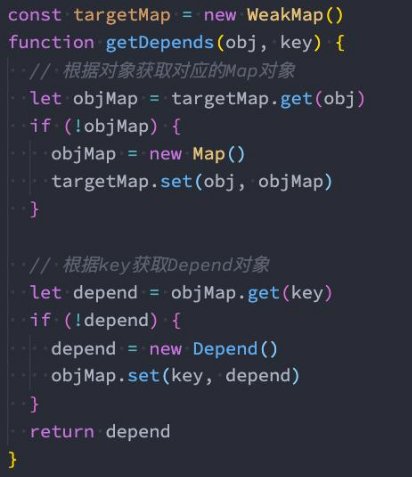 const targetMap = new WeakMap()
function getDepends(obj, key) {
  // 根据对象获取对应的Map对象
  let objMap = targetMap.get(obj)
  if (!objMap) {
    objMap = new Map()
    targetMap.set(obj, objMap)
  }

  // 根据key获取Depend对象
  let depend = objMap.get(key)
  if (!depend) {
    depend = new Depend()
    objMap.set(key, depend)
  }
  return depend
}